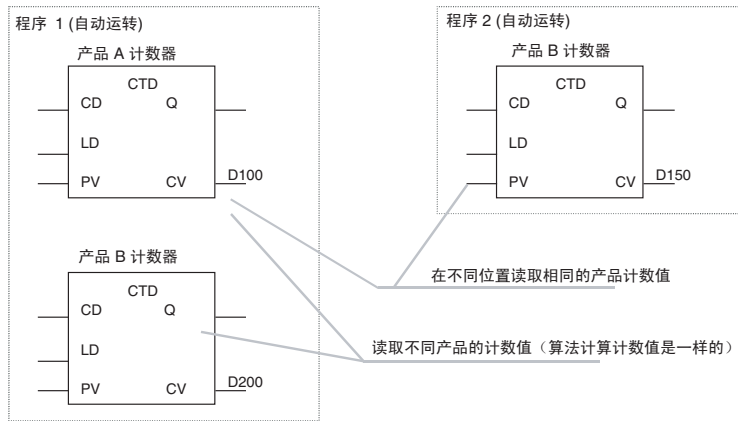 程序 1 (自动运转)
产品 A 计数器
CTD
CD Q
LD
PV CV D100
产品 B 计数器
CTD
CD Q
LD
PV CV D200
程序 2 (自动运转)
产品 B 计数器
CTD
CD Q
LD
PV CV D150
在不同位置读取相同的产品计数值
读取不同产品的计数值（算法计算计数值是一样的）